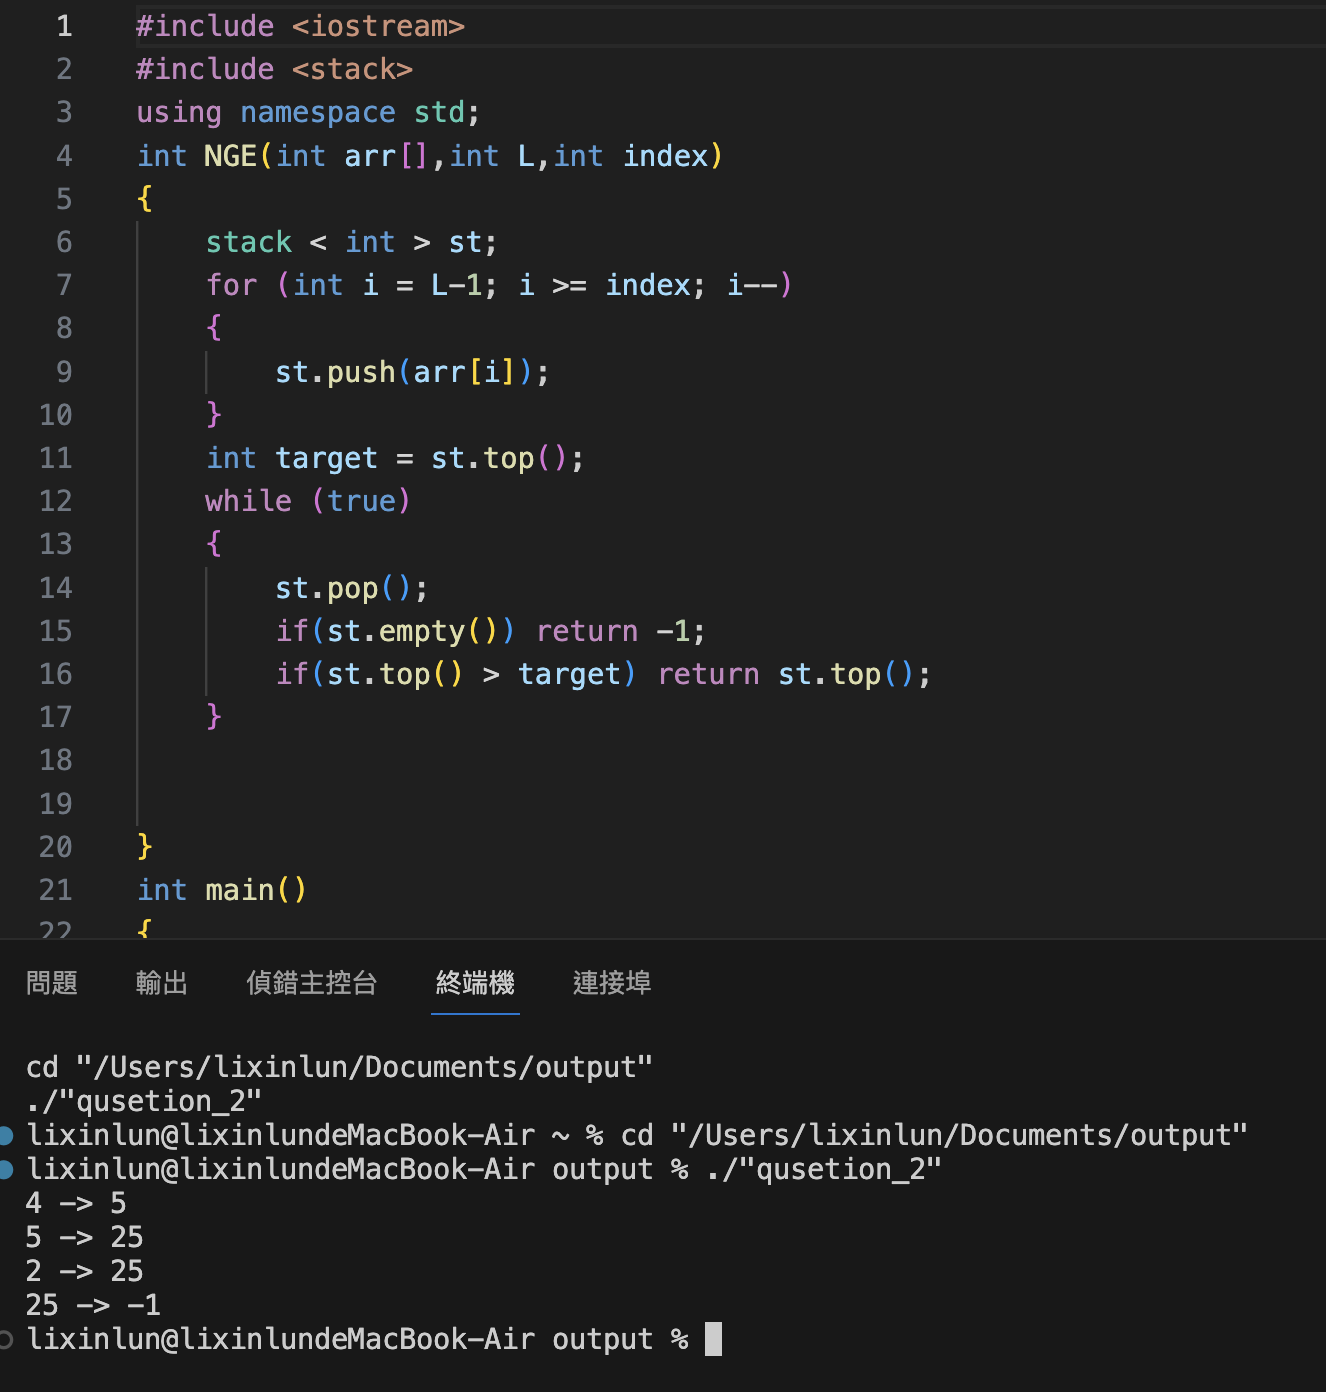 1 #include <iostream>
2 #include <stack>
3 using namespace std;
4 int NGE(int arr[],int L,int index)
5 {
6 stack < int > st;
7 for (int i = L-1; i >= index; i--)
8 {
9 st.push(arr[i]);
10 }
11 int target = st.top();
12 while (true)
13 {
14 st.pop();
15 if(st.empty()) return -1;
16 if(st.top() > target) return st.top();
17 }
18
19
20 }
21 int main()
22 {
問題 輸出 偵錯主控台 終端機 連接埠
cd "/Users/lixinlun/Documents/output"
./"qusetion_2"
lixinlun@lixinlundeMacBook-Air ~ % cd "/Users/lixinlun/Documents/output"
lixinlun@lixinlundeMacBook-Air output % ./"qusetion_2"
4 -> 5
5 -> 25
2 -> 25
25 -> -1
lixinlun@lixinlundeMacBook-Air output %